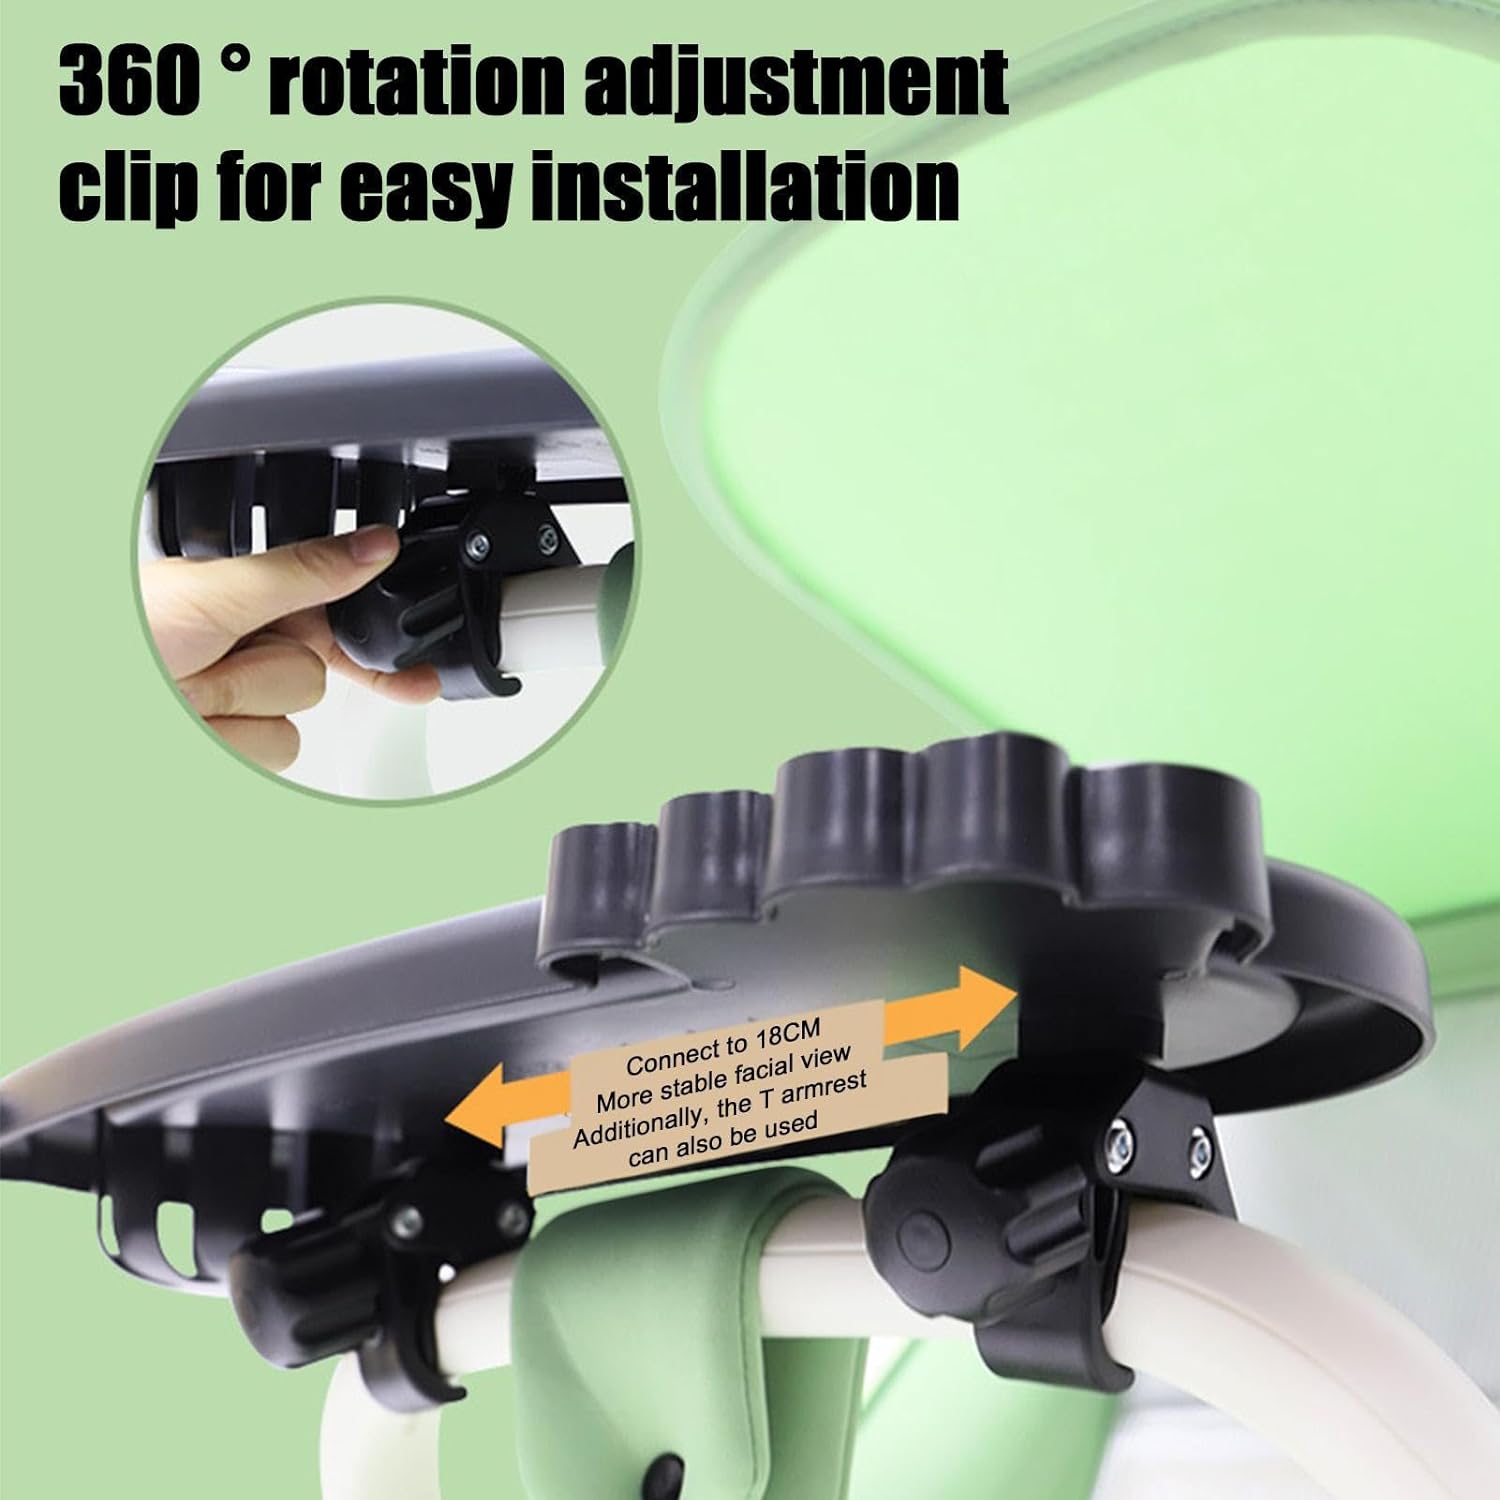 360 ° rotation adjustment
clip for easy installation
Connect to 18CM
More stable facial view
Additionally, the T armrest
can also be used